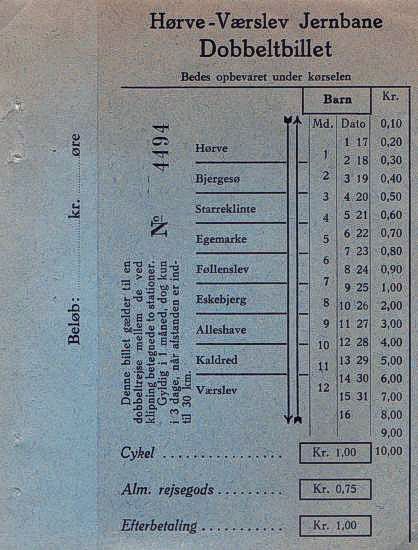 Hørve-Værslev Jernbane
Dobbeltbillet
Bedes opbevaret under kørselen
Beløb: kr. ........ øre
Denne billet gælder til en
dobbeltrejse mellem de ved
klipning betegnede to stationer.
Gyldig i 1 måned, dog kun
i 3 dage, når afstanden er ind-
til 30 km.
No 4494
Hørve
Bjergesø
Starreklinte
Egemarke
Føllenslev
Eskebjerg
Alleshave
Kaldred
Værslev
Barn
Md. Dato
1
2
3
4
5
6
7
8
9
10
11
12
1 17
2 18
3 19
4 20
5 21
6 22
7 23
8 24
9 25
10 26
11 27
12 28
13 29
14 30
15 31
16
Kr.
0,10
0,20
0,30
0,40
0,50
0,60
0,70
0,80
0,90
1,00
2,00
3,00
4,00
5,00
6,00
7,00
8,00
9,00
10,00
Cykel ............... Kr. 1,00
Alm. rejsegods ....... Kr. 0,75
Efterbetaling ......... Kr. 1,00